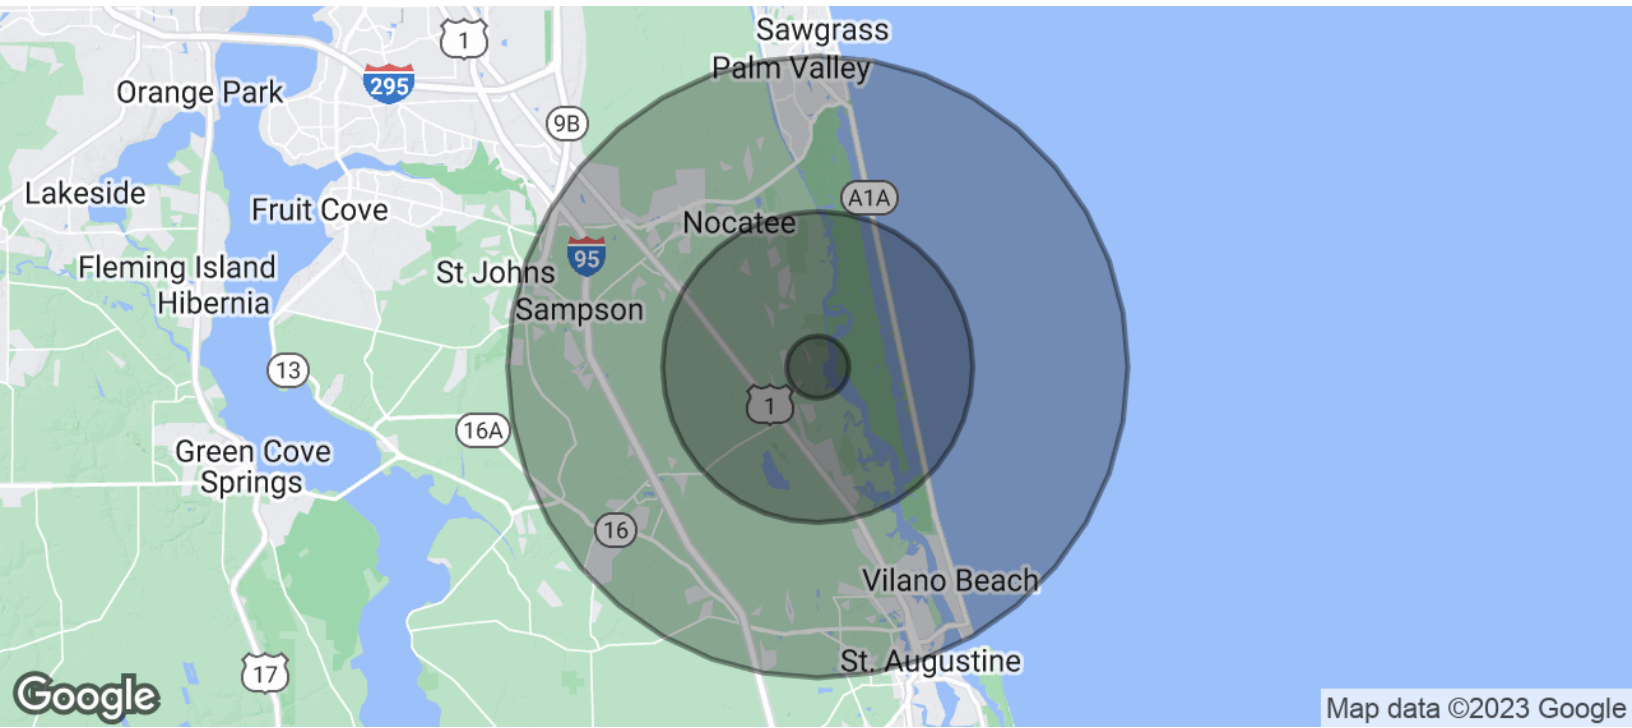 Sawgrass
1
Palm Valley
295
Orange Park
9B
Lakeside
A1A
Fruit Cove
Nocatee
95
Fleming Island
St Johns
Hibernia
Sampson
13
1
16A
Green Cove
Springs
16
Vilano Beach
St. Augustine
17
Google
Map data ©2023 Google